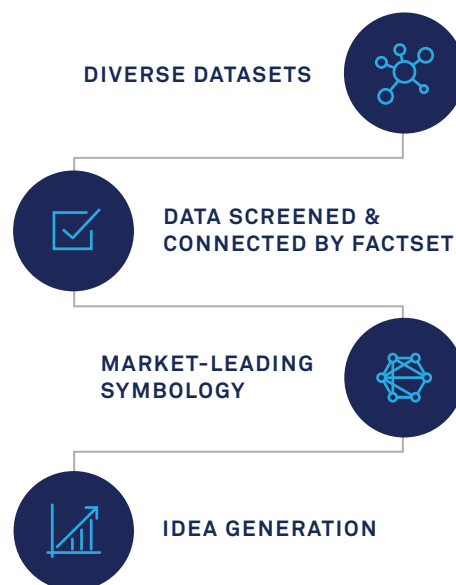 DIVERSE DATASETS
DATA SCREENED &
CONNECTED BY FACTSET
MARKET-LEADING
SYMBOLOGY
IDEA GENERATION